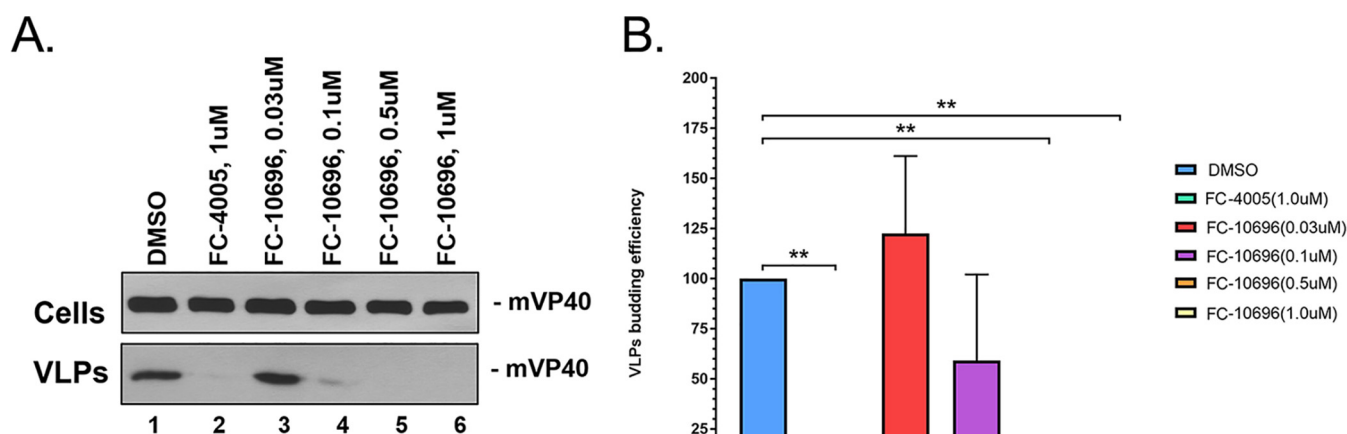 A.
DMSO
FC-4005, 1uM
FC-10696, 0.03uM
FC-10696, 0.1uM
FC-10696, 0.5uM
FC-10696, 1uM
Cells
- mVP40
VLPs
- mVP40
1 2 3 4 5 6
B.
VLPs budding efficiency
200
175
150
125
100
75
50
25
**
**
**
DMSO
FC-4005(1.0uM)
FC-10696(0.03uM)
FC-10696(0.1uM)
FC-10696(0.5uM)
FC-10696(1.0uM)